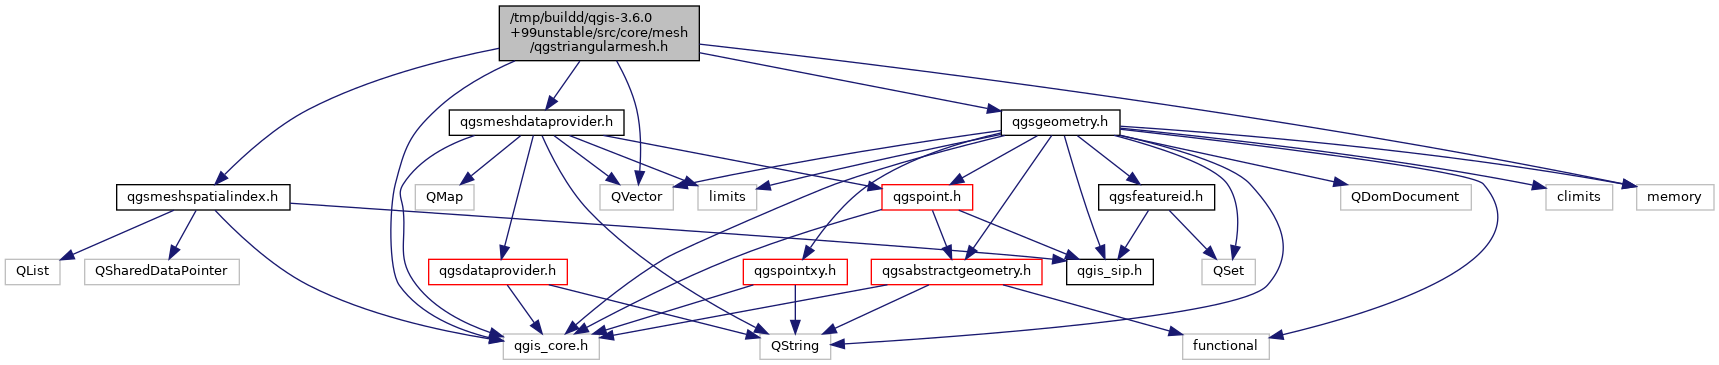 /tmp/buildd/qgis-3.6.0
+99unstable/src/core/mesh
/qgstriangularmesh.h
qgsmeshdataprovider.h
qgsgeometry.h
qgsmeshspatialindex.h
QMap
QVector
limits
qgspoint.h
qgsfeatureid.h
QDomDocument
climits
memory
QList
QSharedDataPointer
qgsdataprovider.h
qgspointxy.h
qgsabstractgeometry.h
qgis_sip.h
QSet
qgis_core.h
QString
functional